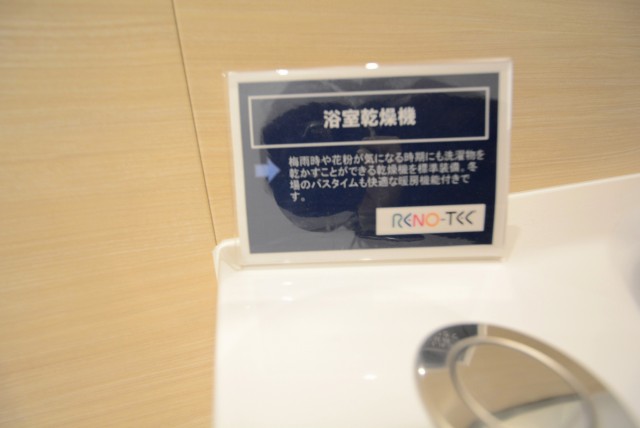 浴室乾燥機
梅雨時や花粉が気になる時期にも洗濯物を
乾かすことができる乾燥機を標準装備。冬
場のバスタイムも快適な暖房機能付きで
す。
RENO-TEC